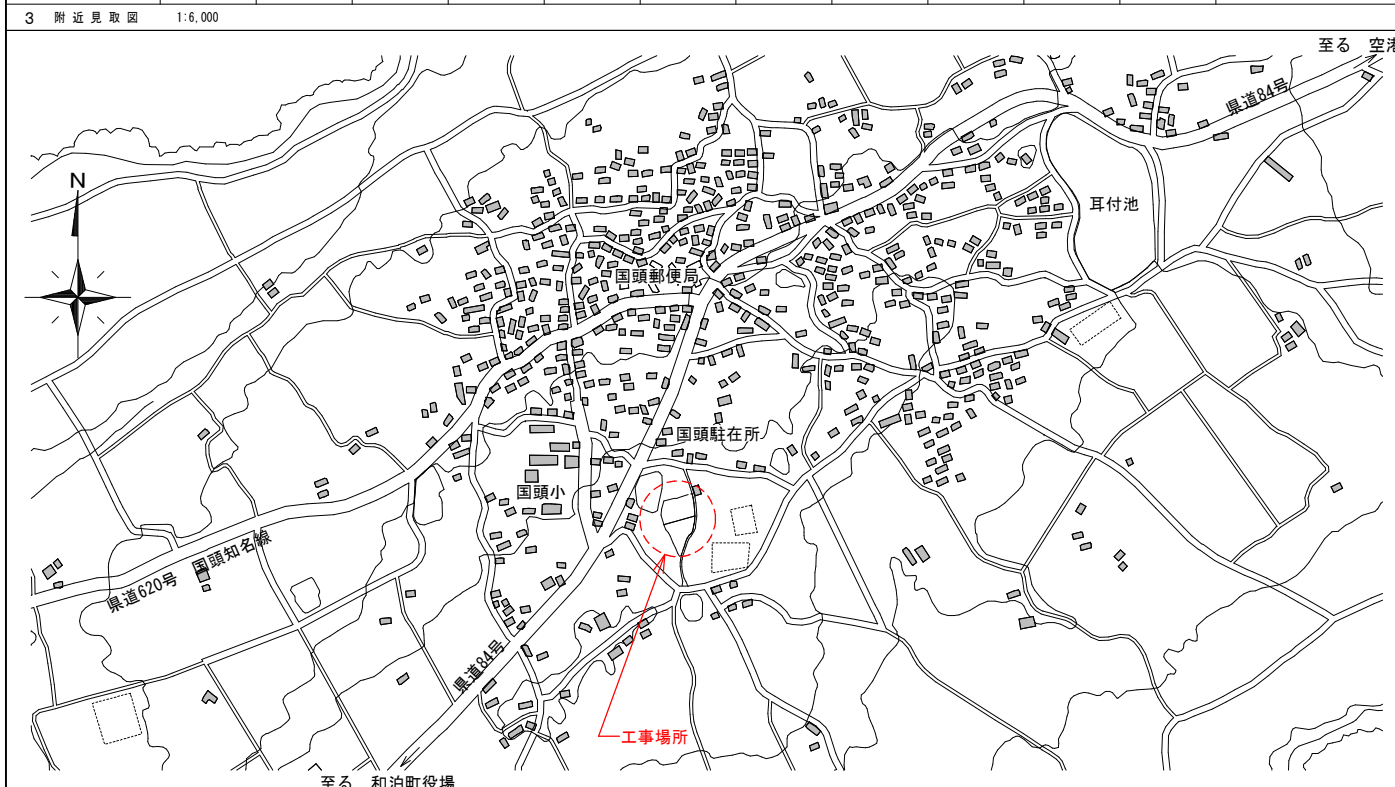 3 附近見取図 1:6,000
至る 空港
県道84号
N
耳付池
国頭郵便局
国頭駐在所
国頭小
県道620号 国頭知名線
県道84号
工事場所
至る 和泊町役場